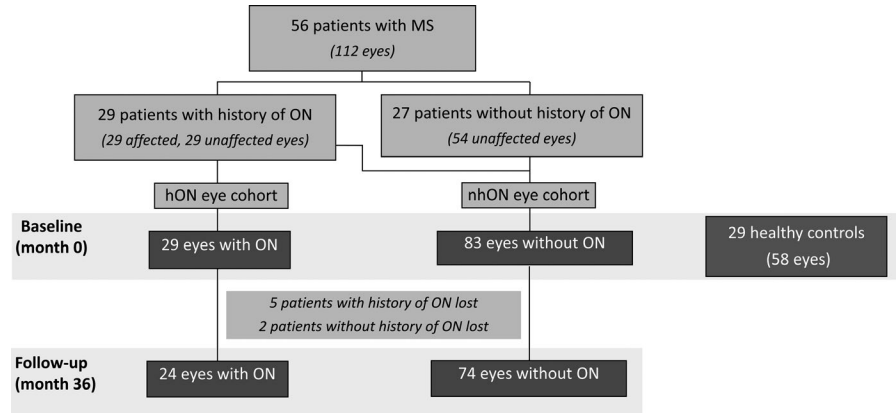 56 patients with MS
(112 eyes)
29 patients with history of ON
(29 affected, 29 unaffected eyes)
27 patients without history of ON
(54 unaffected eyes)
hON eye cohort
nhON eye cohort
Baseline
(month 0)
29 eyes with ON
83 eyes without ON
29 healthy controls
(58 eyes)
5 patients with history of ON lost
2 patients without history of ON lost
Follow-up
(month 36)
24 eyes with ON
74 eyes without ON